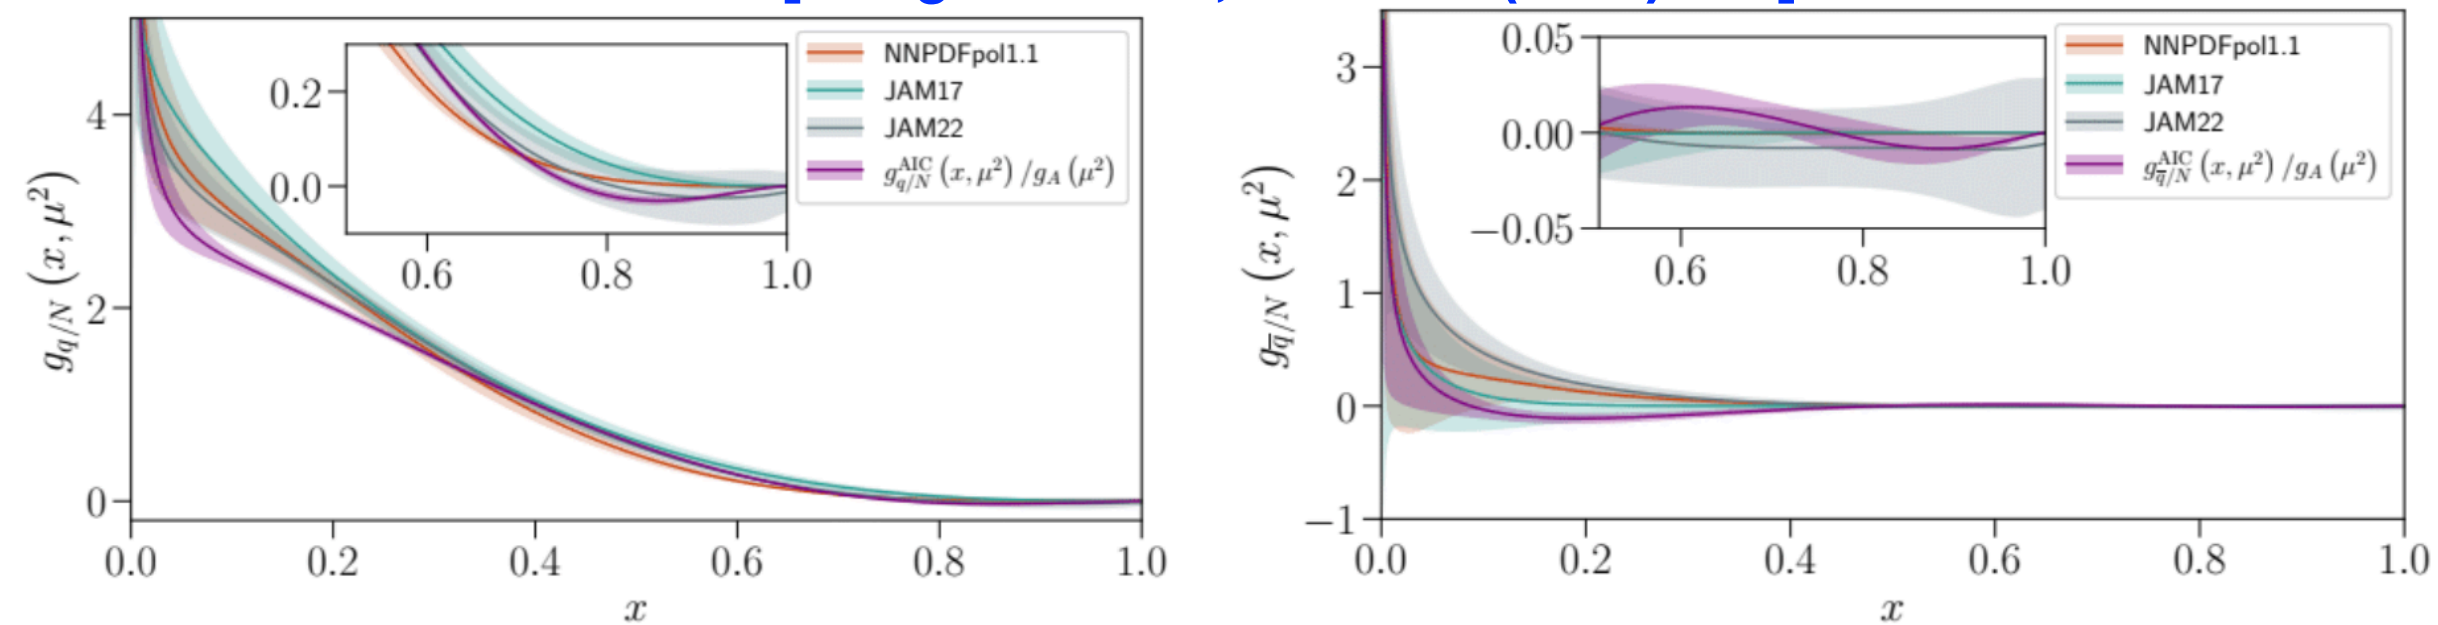 NNPDFpol1.1
JAM17
JAM22
g_{q/N}^{AIC} (x, μ²) / g_A (μ²)
0.2
0.0
0.6 0.8 1.0
4
2
0
g_{q/N} (x, μ²)
0.0 0.2 0.4 0.6 0.8 1.0
x
NNPDFpol1.1
JAM17
JAM22
g_{q̅/N}^{AIC} (x, μ²) / g_A (μ²)
0.05
0.00
−0.05
0.6 0.8 1.0
3
2
1
0
−1
g_{q̅/N} (x, μ²)
0.0 0.2 0.4 0.6 0.8 1.0
x